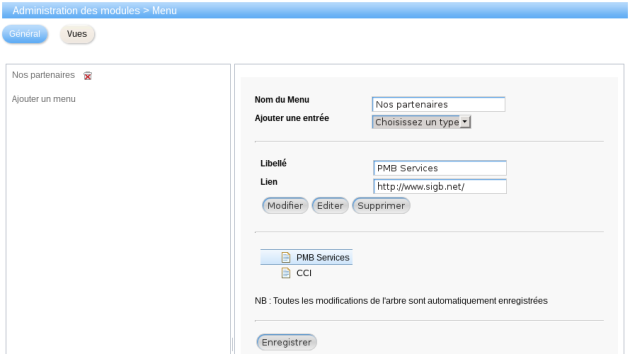 Administration des modules > Menu
Général
Vues
Nos partenaires
Ajouter un menu
Nom du Menu Nos partenaires
Ajouter une entrée Choisissez un type
Libellé PMB Services
Lien http://www.sigb.net/
Modifier Editer Supprimer
PMB Services
CCI
NB : Toutes les modifications de l'arbre sont automatiquement enregistrées
Enregistrer